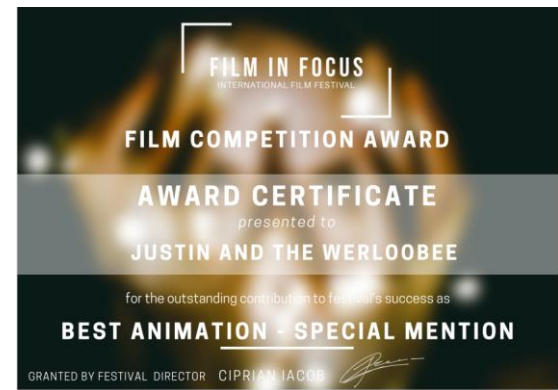 FILM IN FOCUS
INTERNATIONAL FILM FESTIVAL
FILM COMPETITION AWARD
AWARD CERTIFICATE
presented to
JUSTIN AND THE WERLOOBEE
for the outstanding contribution to festival's success as
BEST ANIMATION - SPECIAL MENTION
GRANTED BY FESTIVAL DIRECTOR CIPRIAN IACOB